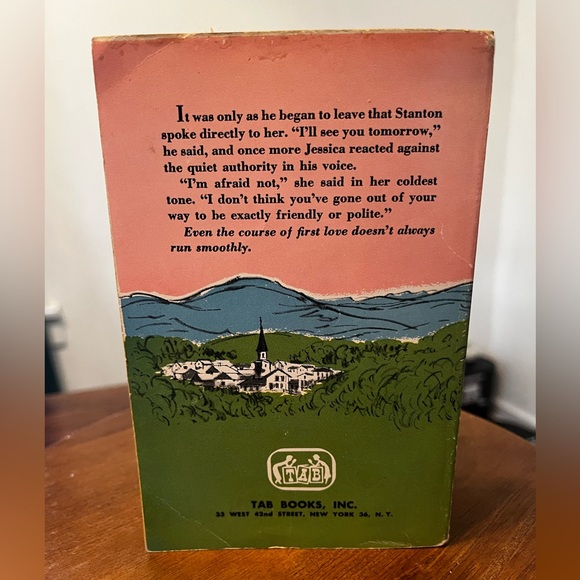 It was only as he began to leave that Stanton
spoke directly to her. "I'll see you tomorrow,"
he said, and once more Jessica reacted against
the quiet authority in his voice.
"I'm afraid not," she said in her coldest
tone. "I don't think you've gone out of your
way to be exactly friendly or polite."
Even the course of first love doesn't always
run smoothly.
TAB
TAB BOOKS, INC.
33 WEST 42nd STREET, NEW YORK 36, N. Y.